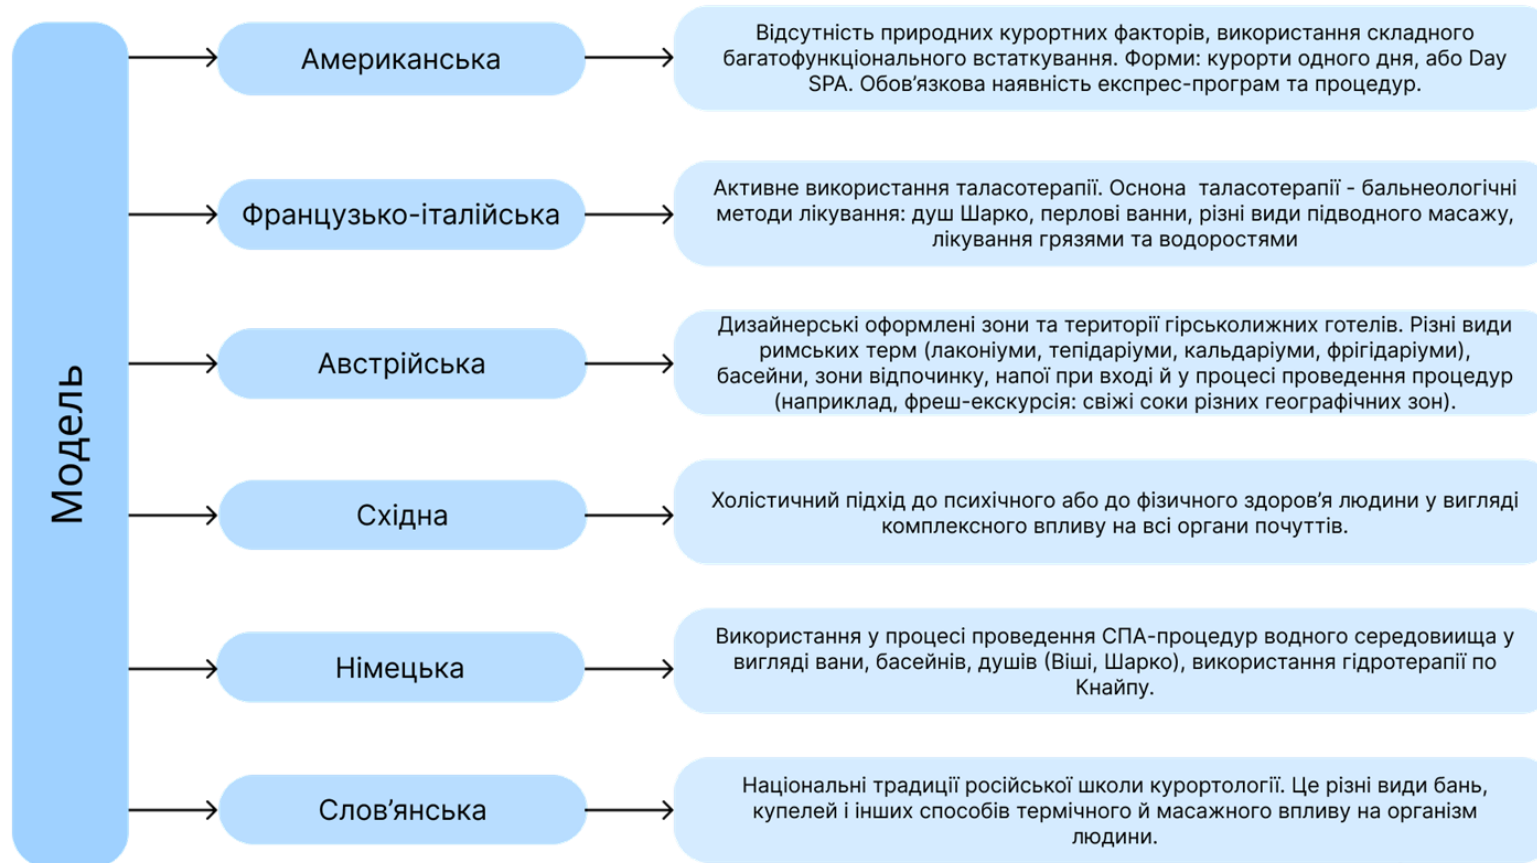 Модель
Американська
Відсутність природних курортних факторів, використання складного
багатофункціонального встаткування. Форми: курорти одного дня, або Day
SPA. Обов’язкова наявність експрес-програм та процедур.
Французько-італійська
Активне використання таласотерапії. Оснона  таласотерапії - бальнеологічні
методи лікування: душ Шарко, перлові ванни, різні види підводного масажу,
лікування грязями та водоростями
Австрійська
Дизайнерські оформлені зони та території гірськолижних готелів. Різні види
римських терм (лаконіуми, тепідаріуми, кальдаріуми, фрігідаріуми),
басейни, зони відпочинку, напої при вході й у процесі проведення процедур
(наприклад, фреш-екскурсія: свіжі соки різних географічних зон).
Східна
Холістичний підхід до психічного або до фізичного здоров’я людини у вигляді
комплексного впливу на всі органи почуттів.
Німецька
Використання у процесі проведення СПА-процедур водного середовиища у
вигляді вани, басейнів, душів (Віші, Шарко), використання гідротерапії по
Кнайпу.
Слов’янська
Національні традиції російської школи курортології. Це різні види бань,
купелей і інших способів термічного й масажного впливу на організм
людини.